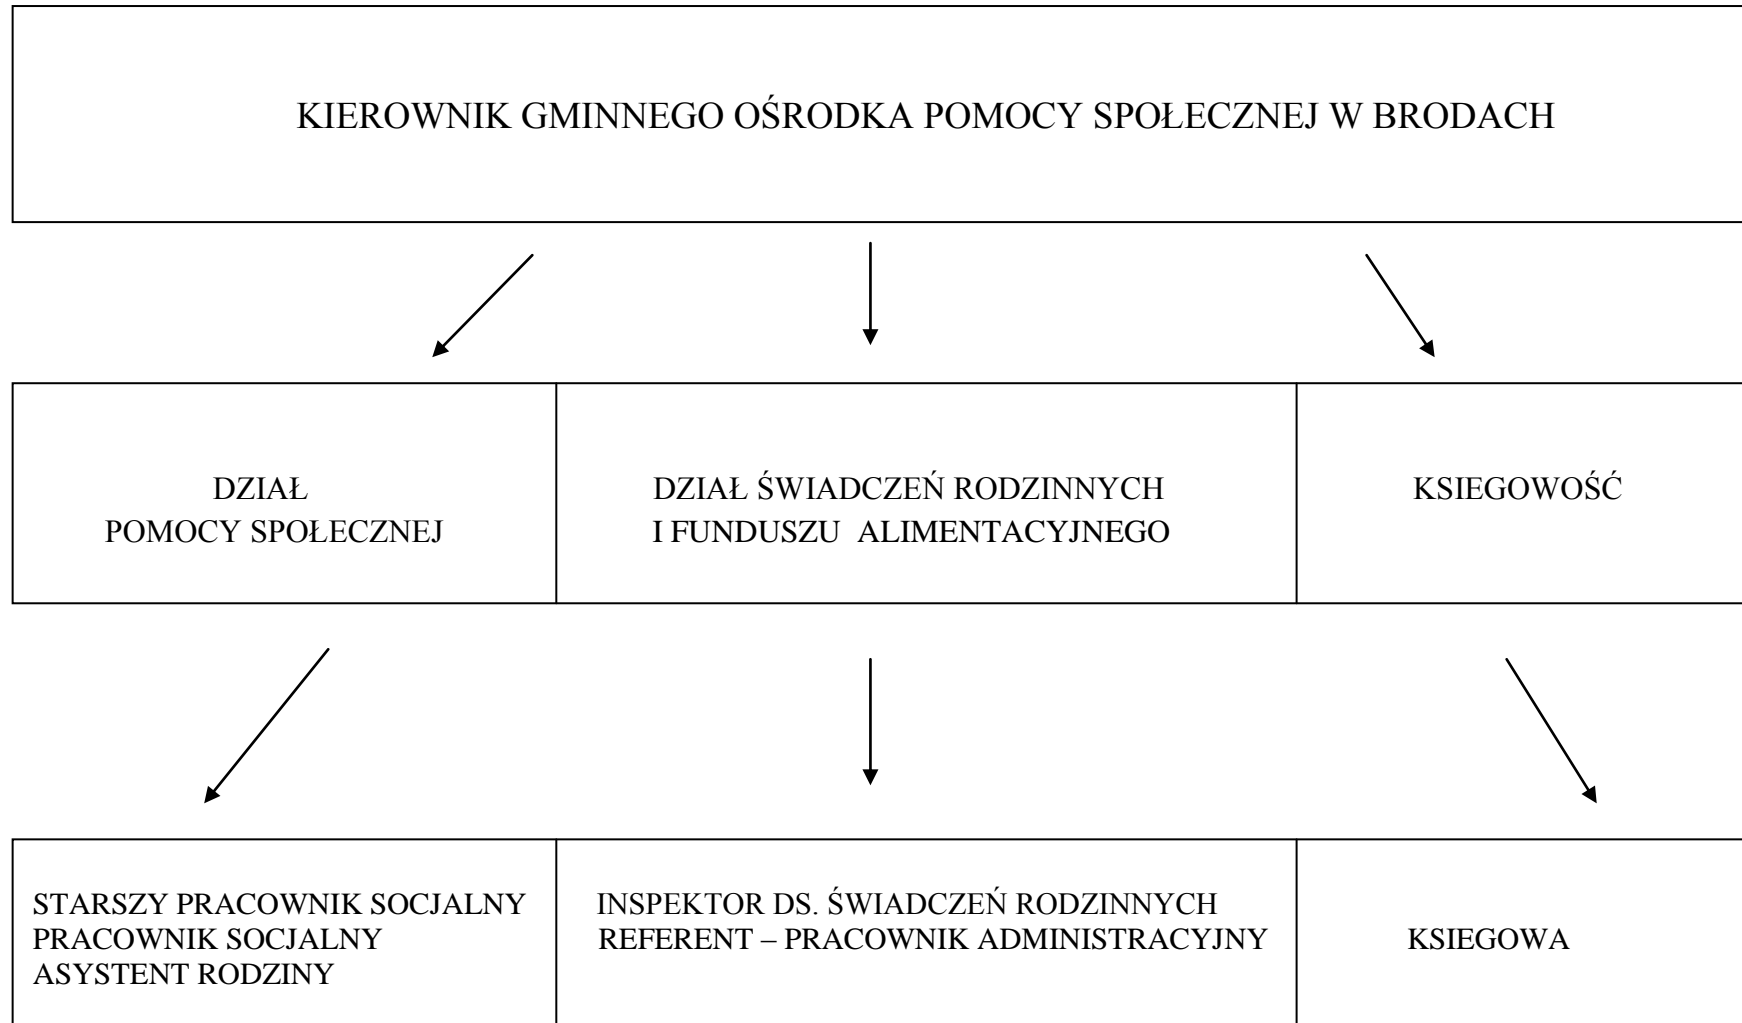 KIEROWNIK GMINNEGO OŚRODKA POMOCY SPOŁECZNEJ W BRODACH
DZIAŁ
POMOCY SPOŁECZNEJ
DZIAŁ ŚWIADCZEŃ RODZINNYCH
I FUNDUSZU ALIMENTACYJNEGO
KSIEGOWOŚĆ
STARSZY PRACOWNIK SOCJALNY
PRACOWNIK SOCJALNY
ASYSTENT RODZINY
INSPEKTOR DS. ŚWIADCZEŃ RODZINNYCH
REFERENT – PRACOWNIK ADMINISTRACYJNY
KSIEGOWA